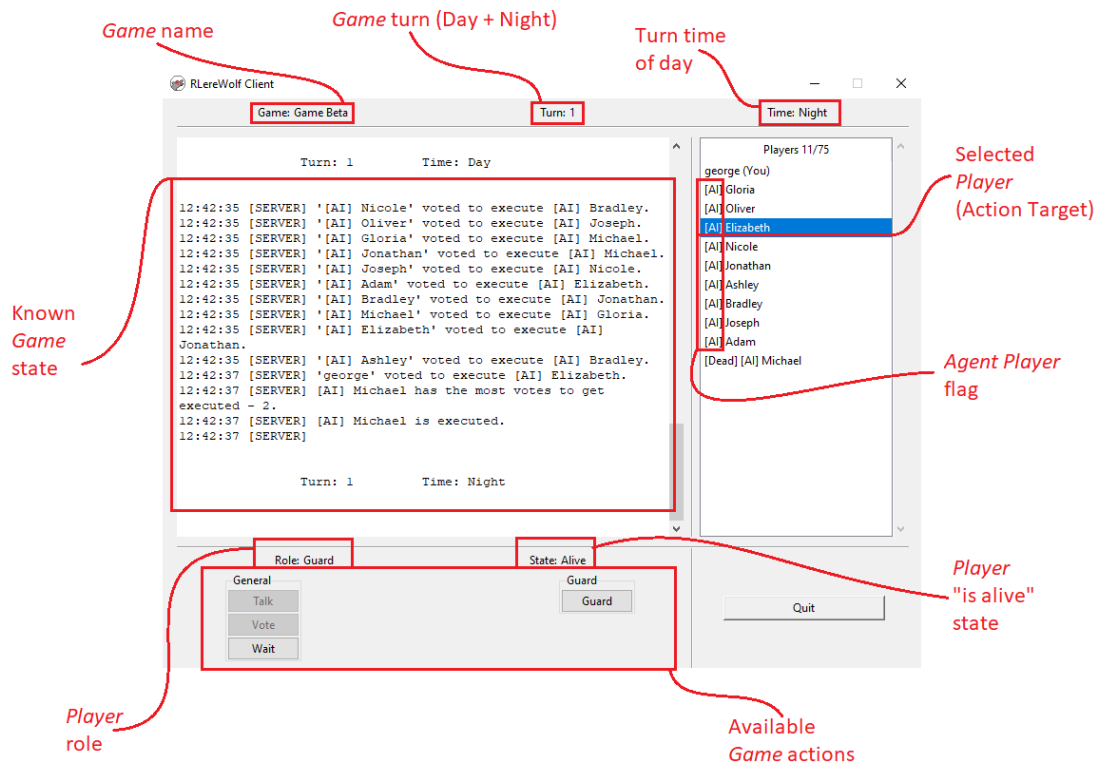 Game name
Game turn (Day + Night)
Turn time
of day
RLereWolf Client
Game: Game Beta
Turn: 1
Time: Night
Turn: 1 Time: Day
12:42:35 [SERVER] '[AI] Nicole' voted to execute [AI] Bradley.
12:42:35 [SERVER] '[AI] Oliver' voted to execute [AI] Joseph.
12:42:35 [SERVER] '[AI] Gloria' voted to execute [AI] Michael.
12:42:35 [SERVER] '[AI] Jonathan' voted to execute [AI] Michael.
12:42:35 [SERVER] '[AI] Joseph' voted to execute [AI] Nicole.
12:42:35 [SERVER] '[AI] Adam' voted to execute [AI] Elizabeth.
12:42:35 [SERVER] '[AI] Bradley' voted to execute [AI] Jonathan.
12:42:35 [SERVER] '[AI] Michael' voted to execute [AI] Gloria.
12:42:35 [SERVER] '[AI] Elizabeth' voted to execute [AI]
Jonathan.
12:42:35 [SERVER] '[AI] Ashley' voted to execute [AI] Bradley.
12:42:37 [SERVER] 'george' voted to execute [AI] Elizabeth.
12:42:37 [SERVER] [AI] Michael has the most votes to get
executed - 2.
12:42:37 [SERVER] [AI] Michael is executed.
12:42:37 [SERVER]
Turn: 1 Time: Night
Players 11/75
george (You)
[AI] Gloria
[AI] Oliver
[AI] Elizabeth
[AI] Nicole
[AI] Jonathan
[AI] Ashley
[AI] Bradley
[AI] Joseph
[AI] Adam
[Dead] [AI] Michael
Selected
Player
(Action Target)
Known
Game
state
Agent Player
flag
Role: Guard
State: Alive
General
Talk
Vote
Wait
Guard
Guard
Quit
Player
"is alive"
state
Player
role
Available
Game actions